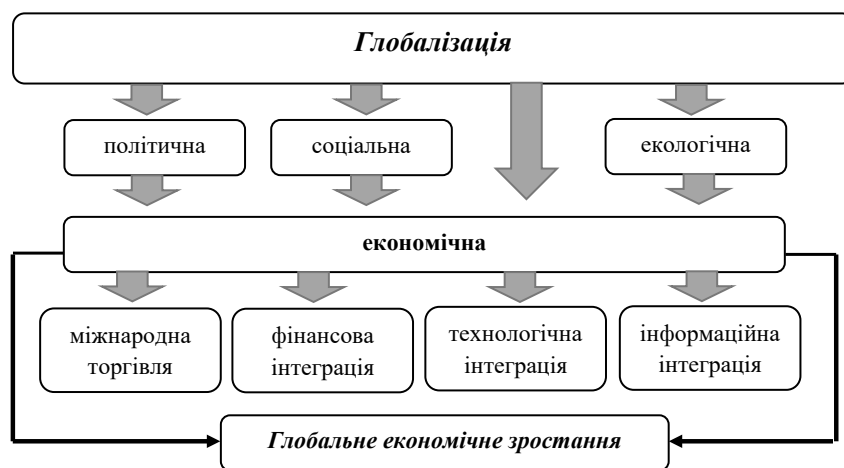 Глобалізація
політична
соціальна
екологічна
економічна
міжнародна
торгівля
фінансова
інтеграція
технологічна
інтеграція
інформаційна
інтеграція
Глобальне економічне зростання